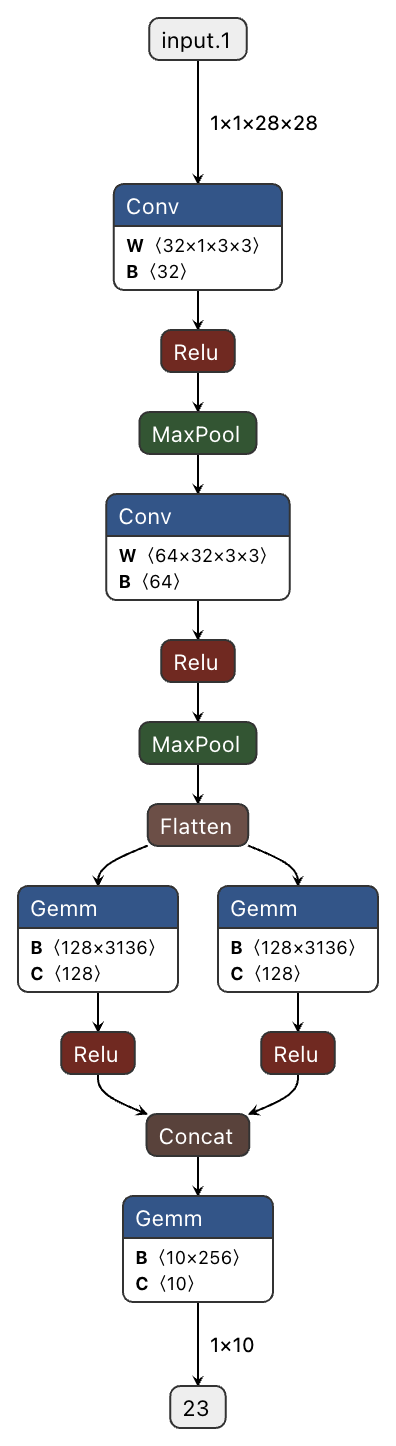 input.1
1×1×28×28
Conv
W ⟨32×1×3×3⟩
B ⟨32⟩
Relu
MaxPool
Conv
W ⟨64×32×3×3⟩
B ⟨64⟩
Relu
MaxPool
Flatten
Gemm
B ⟨128×3136⟩
C ⟨128⟩
Gemm
B ⟨128×3136⟩
C ⟨128⟩
Relu
Relu
Concat
Gemm
B ⟨10×256⟩
C ⟨10⟩
1×10
23